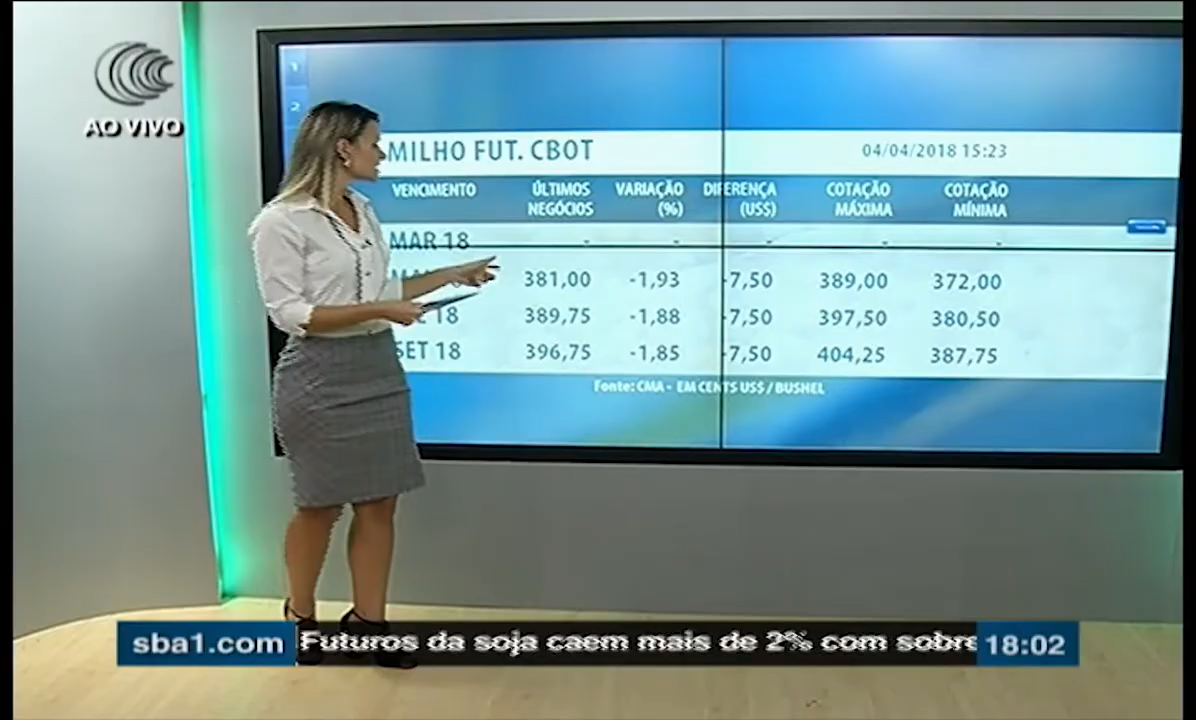 AO VIVO
1
2
MILHO FUT. CBOT 04/04/2018 15:23
VENCIMENTO ÚLTIMOS NEGÓCIOS VARIAÇÃO (%) DIFERENÇA (US$) COTAÇÃO MÁXIMA COTAÇÃO MÍNIMA
MAR 18 - - - - -
381,00 -1,93 -7,50 389,00 372,00
18 389,75 -1,88 -7,50 397,50 380,50
SET 18 396,75 -1,85 -7,50 404,25 387,75
Fonte: CMA - EM CENTS US$ / BUSHEL
sba1.com Futuros da soja caem mais de 2% com sobre 18:02